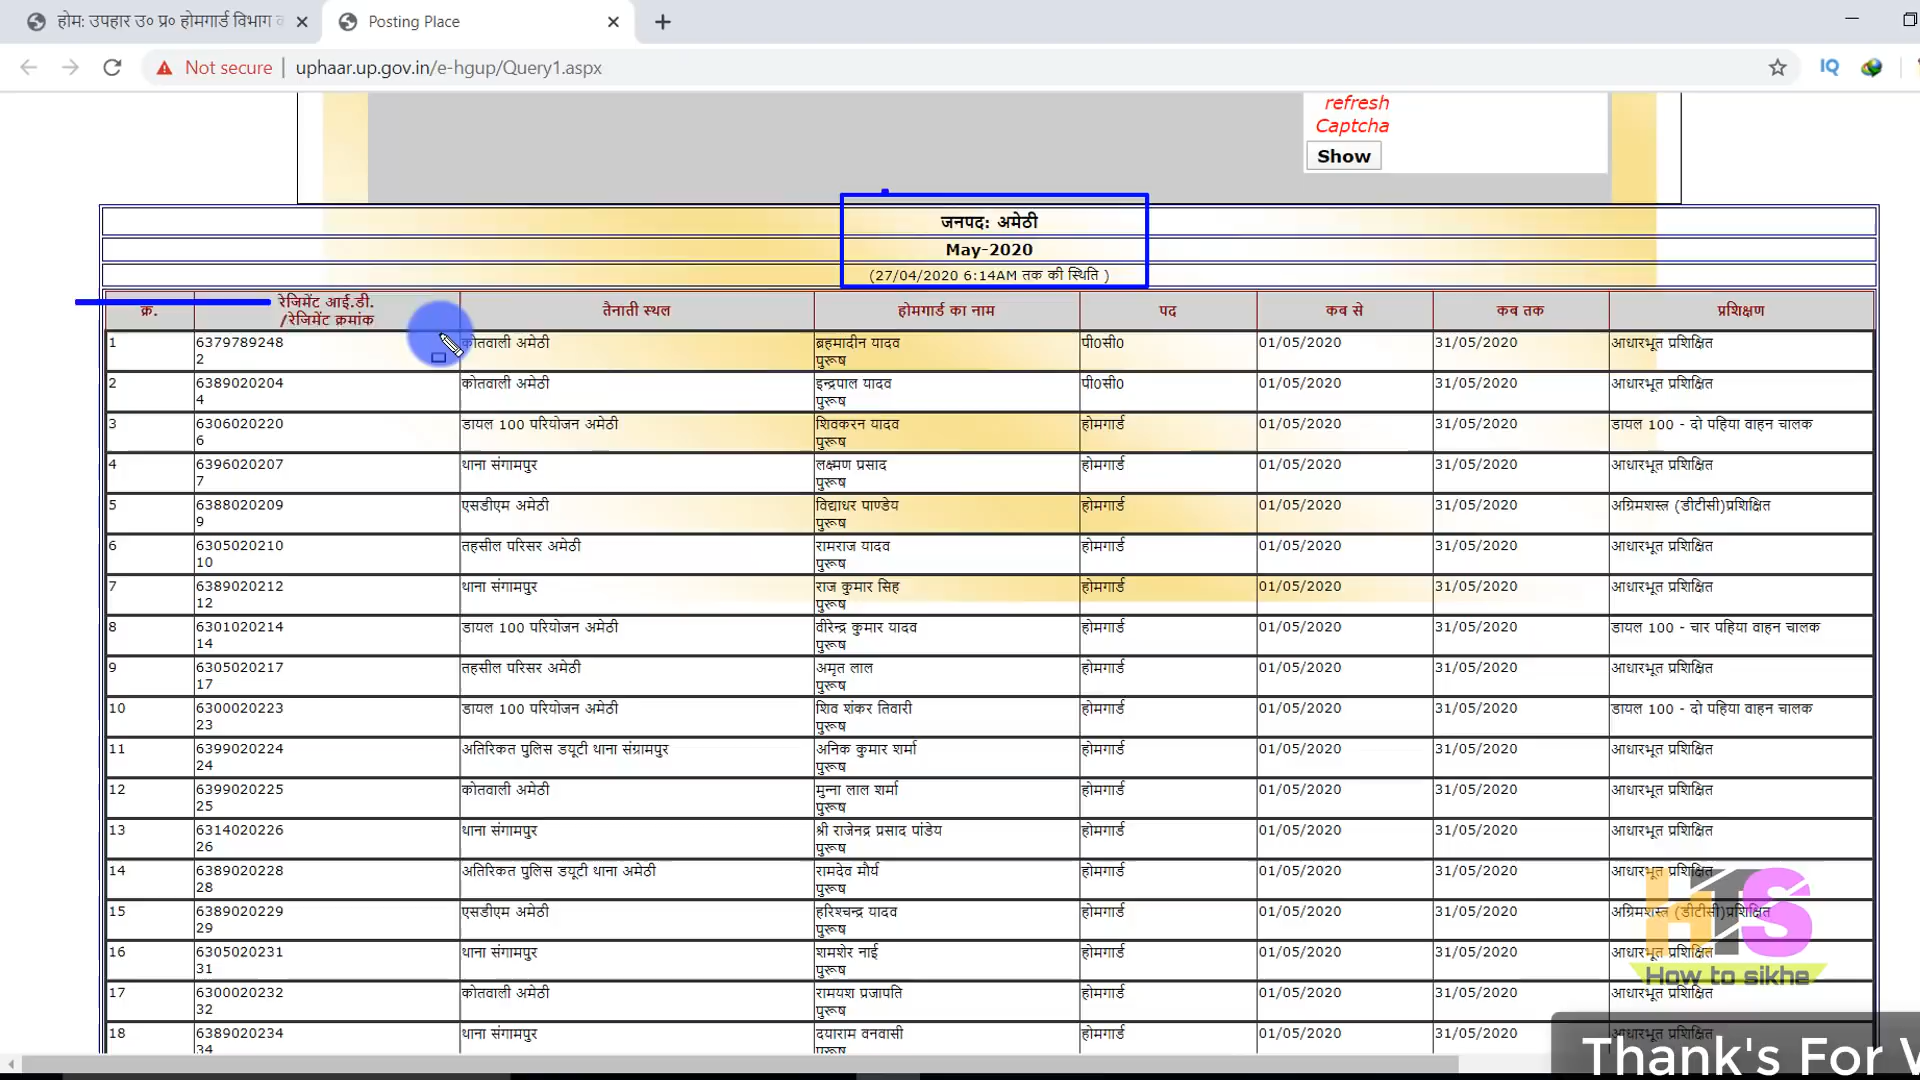 होम: उपहार उ० प्र० होमगार्ड विभाग
Posting Place
Not secure
uphaar.up.gov.in/e-hgup/Query1.aspx
IQ
refresh
Captcha
Show
जनपद: अमेठी
May-2020
(27/04/2020 6:14AM तक की स्थिति )
क्र. रेजिमेंट आई.डी. /रेजिमेंट क्रमांक तैनाती स्थल होमगार्ड का नाम पद कब से कब तक प्रशिक्षण
1 6379789248 कोतवाली अमेठी ब्रहमादीन यादव पी0सी0 01/05/2020 31/05/2020 आधारभूत प्रशिक्षित
2 पुरूष
2 6389020204 कोतवाली अमेठी इन्द्रपाल यादव पी0सी0 01/05/2020 31/05/2020 आधारभूत प्रशिक्षित
4 पुरूष
3 6306020220 डायल 100 परियोजन अमेठी शिवकरन यादव होमगार्ड 01/05/2020 31/05/2020 डायल 100 - दो पहिया वाहन चालक
6 पुरूष
4 6396020207 थाना संगामपुर लक्ष्मण प्रसाद होमगार्ड 01/05/2020 31/05/2020 आधारभूत प्रशिक्षित
7 पुरूष
5 6388020209 एसडीएम अमेठी विद्याधर पाण्डेय होमगार्ड 01/05/2020 31/05/2020 अग्रिमशस्त्र (डीटीसी)प्रशिक्षित
9 पुरूष
6 6305020210 तहसील परिसर अमेठी रामराज यादव होमगार्ड 01/05/2020 31/05/2020 आधारभूत प्रशिक्षित
10 पुरूष
7 6389020212 थाना संगामपुर राज कुमार सिह होमगार्ड 01/05/2020 31/05/2020 आधारभूत प्रशिक्षित
12 पुरूष
8 6301020214 डायल 100 परियोजन अमेठी वीरेन्द्र कुमार यादव होमगार्ड 01/05/2020 31/05/2020 डायल 100 - चार पहिया वाहन चालक
14 पुरूष
9 6305020217 तहसील परिसर अमेठी अमृत लाल होमगार्ड 01/05/2020 31/05/2020 आधारभूत प्रशिक्षित
17 पुरूष
10 6300020223 डायल 100 परियोजन अमेठी शिव शंकर तिवारी होमगार्ड 01/05/2020 31/05/2020 डायल 100 - दो पहिया वाहन चालक
23 पुरूष
11 6399020224 अतिरिकत पुलिस डयूटी थाना संग्रामपुर अनिक कुमार शर्मा होमगार्ड 01/05/2020 31/05/2020 आधारभूत प्रशिक्षित
24 पुरूष
12 6399020225 कोतवाली अमेठी मुन्ना लाल शर्मा होमगार्ड 01/05/2020 31/05/2020 आधारभूत प्रशिक्षित
25 पुरूष
13 6314020226 थाना संगामपुर श्री राजेनद्र प्रसाद पांडेय होमगार्ड 01/05/2020 31/05/2020 आधारभूत प्रशिक्षित
26 पुरूष
14 6389020228 अतिरिकत पुलिस डयूटी थाना अमेठी रामदेव मौर्य होमगार्ड 01/05/2020 31/05/2020 आधारभूत प्रशिक्षित
28 पुरूष
15 6389020229 एसडीएम अमेठी हरिश्चन्द्र यादव होमगार्ड 01/05/2020 31/05/2020 अग्रिमशस्त्र (डीटीसी)प्रशिक्षित
29 पुरूष
16 6305020231 थाना संगामपुर शमशेर नाई होमगार्ड 01/05/2020 31/05/2020 आधारभूत प्रशिक्षित
31 पुरूष
17 6300020232 कोतवाली अमेठी रामयश प्रजापति होमगार्ड 01/05/2020 31/05/2020 आधारभूत प्रशिक्षित
32 पुरूष
18 6389020234 थाना संगामपुर दयाराम वनवासी होमगार्ड 01/05/2020 31/05/2020 आधारभूत प्रशिक्षित
34 पुरूष
HTS
How to sikhe
Thank's For